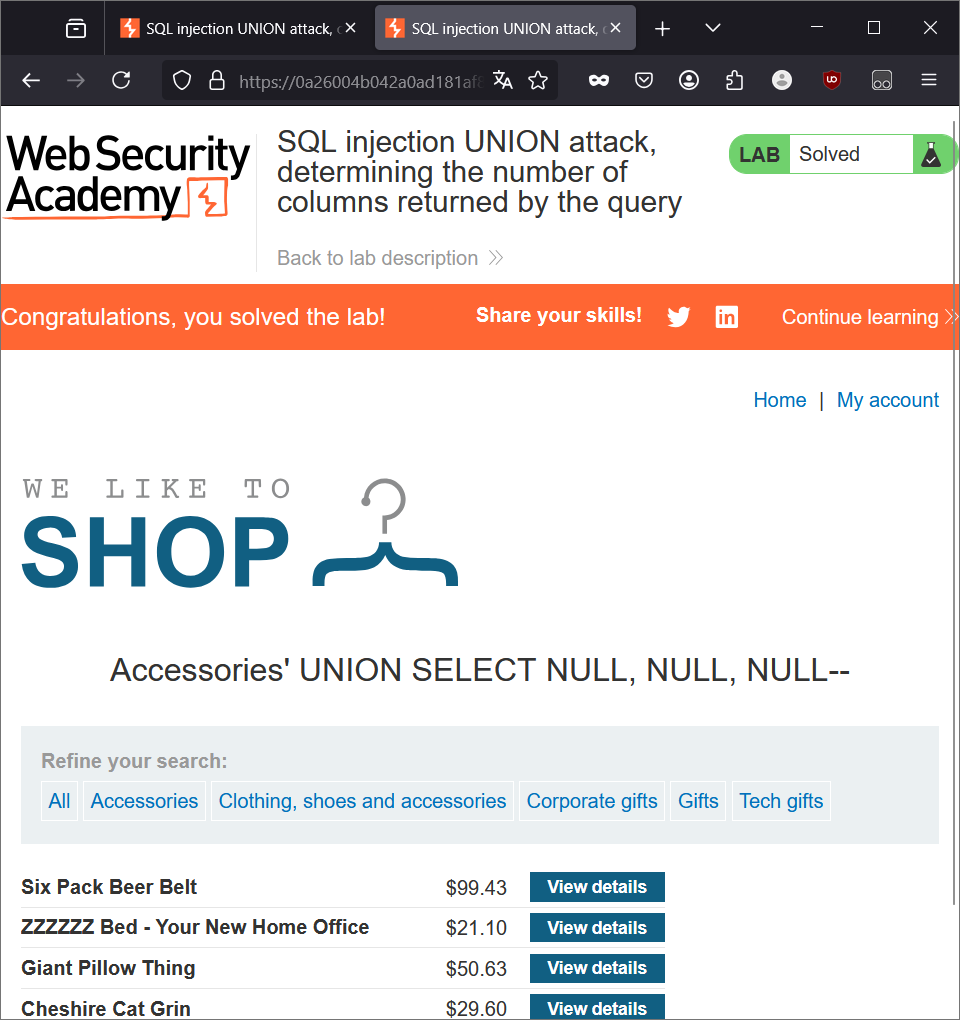 SQL injection UNION attack,
SQL injection UNION attack,
https://0a26004b042a0ad181af8
Web Security
Academy
SQL injection UNION attack,
determining the number of
columns returned by the query
Back to lab description
LAB Solved
Congratulations, you solved the lab!
Share your skills!
Continue learning
Home | My account
WE LIKE TO
SHOP
Accessories' UNION SELECT NULL, NULL, NULL--
Refine your search:
All Accessories Clothing, shoes and accessories Corporate gifts Gifts Tech gifts
Six Pack Beer Belt $99.43 View details
ZZZZZZ Bed - Your New Home Office $21.10 View details
Giant Pillow Thing $50.63 View details
Cheshire Cat Grin $29.60 View details